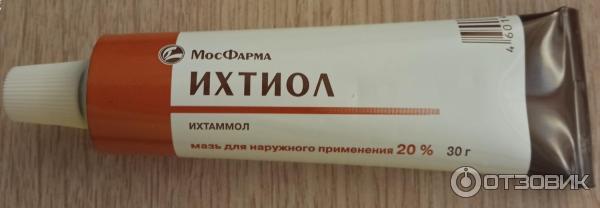 МосФарма
ИХТИОЛ
ИХТАММОЛ
мазь для наружного применения 20 % 30 г
ОТЗОВИК